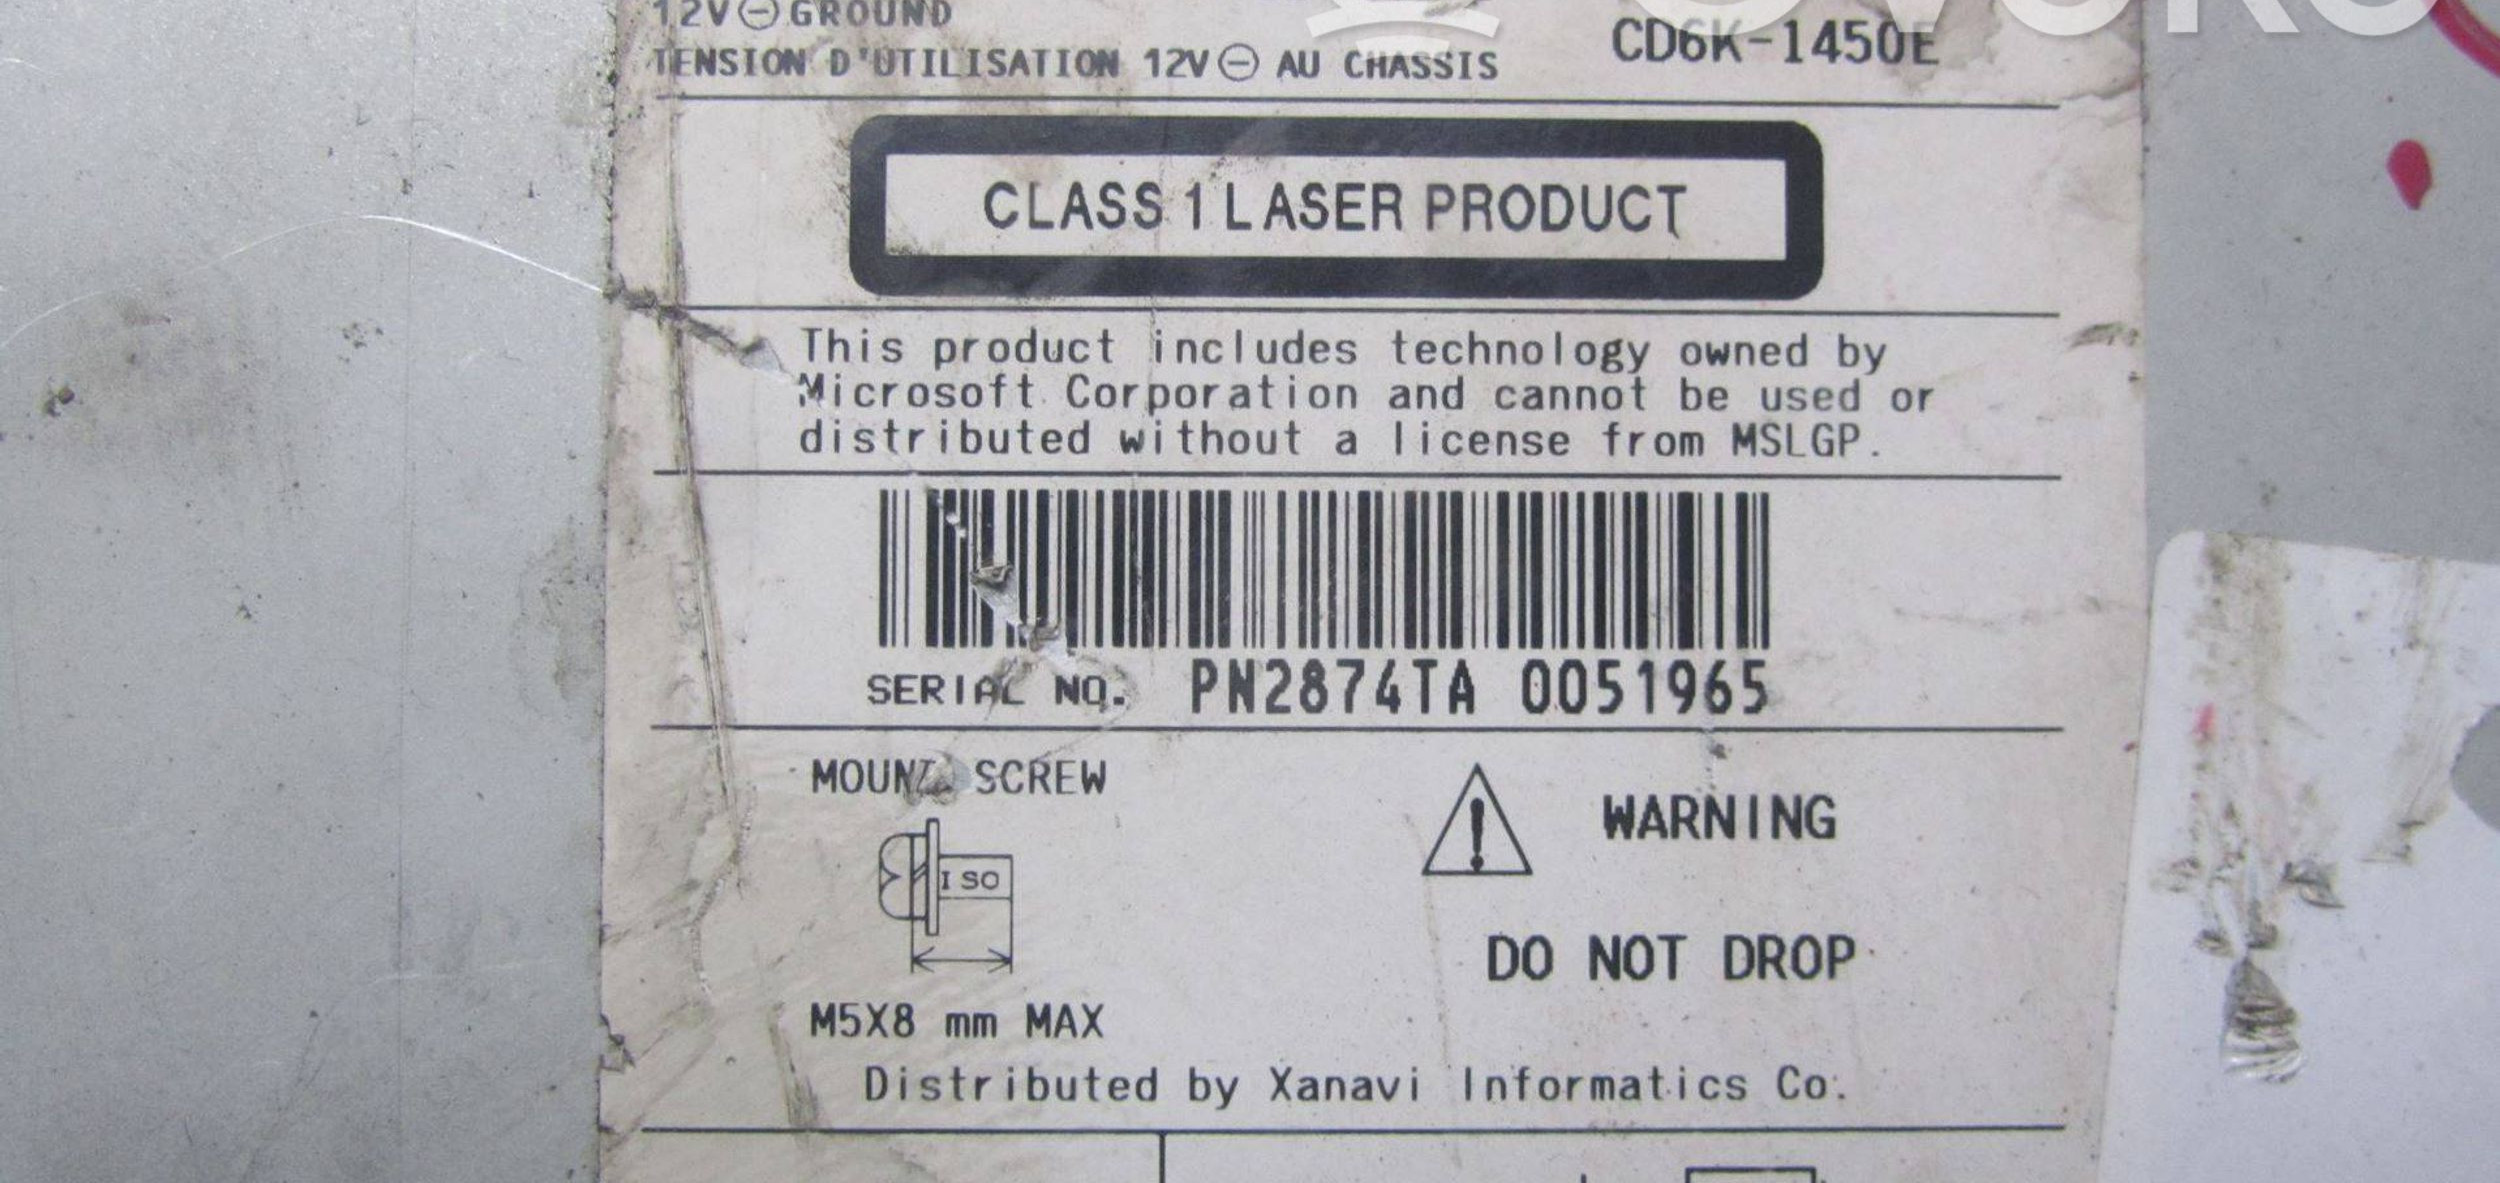 12V⊖GROUND
TENSION D'UTILISATION 12V⊖ AU CHASSIS
CD6K-1450E
CLASS 1 LASER PRODUCT
This product includes technology owned by
Microsoft Corporation and cannot be used or
distributed without a license from MSLGP.
SERIAL NO. PN2874TA 0051965
MOUNT SCREW
WARNING
ISO
DO NOT DROP
M5X8 mm MAX
Distributed by Xanavi Informatics Co.